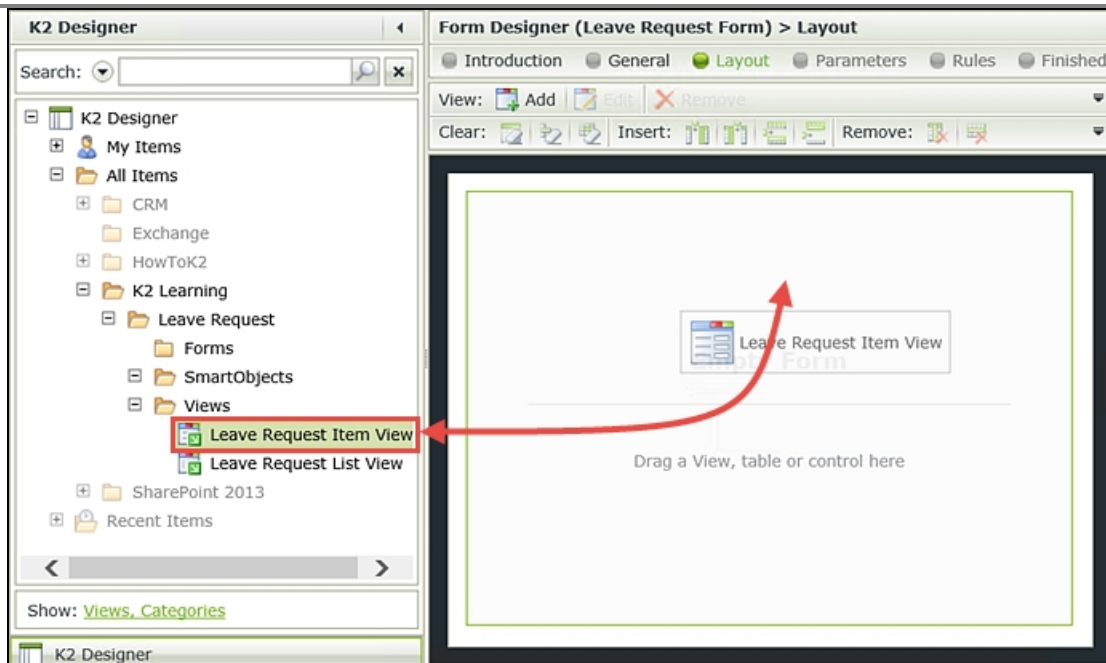 K2 Designer
Search:
K2 Designer
My Items
All Items
CRM
Exchange
HowToK2
K2 Learning
Leave Request
Forms
SmartObjects
Views
Leave Request Item View
Leave Request List View
SharePoint 2013
Recent Items
Show: Views, Categories
K2 Designer
Form Designer (Leave Request Form) > Layout
Introduction General Layout Parameters Rules Finished
View: Add Edit Remove
Clear: Insert: Remove:
Leave Request Item View
Empty Form
Drag a View, table or control here